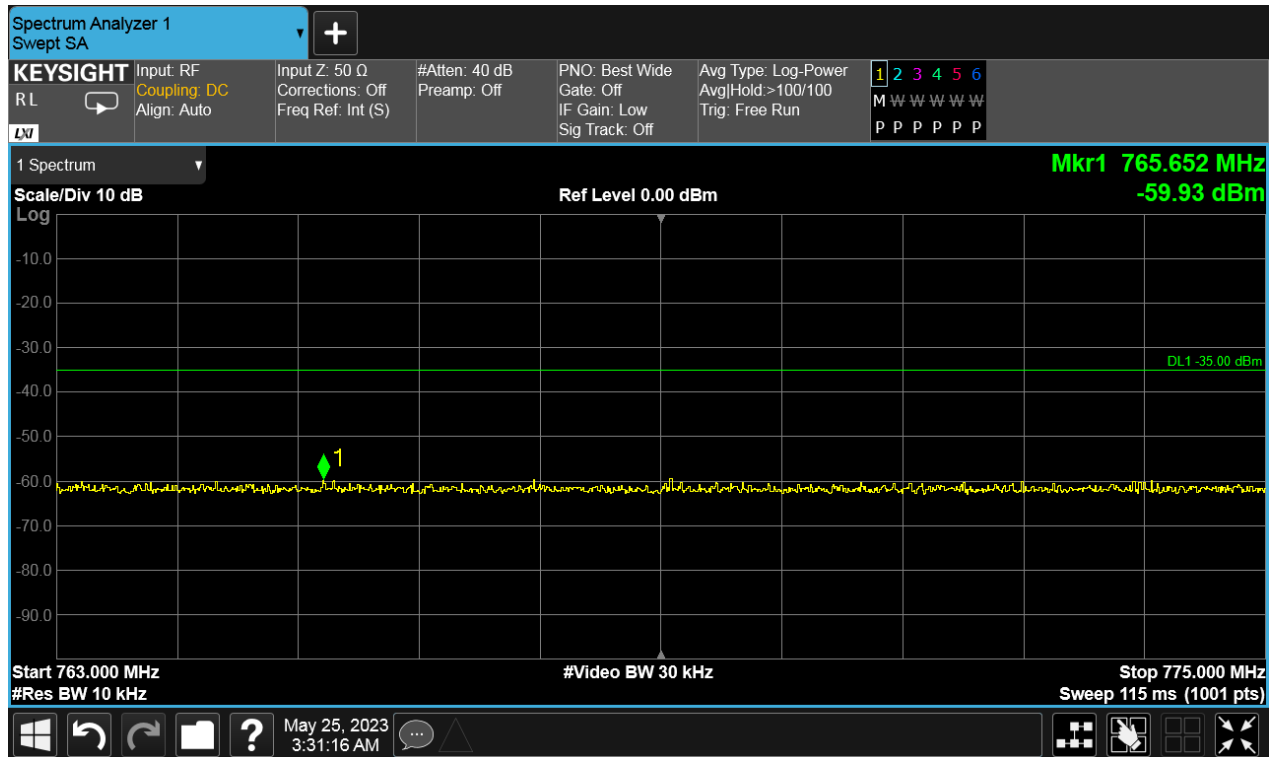 Spectrum Analyzer 1
Swept SA
KEYSIGHT
RL
LXI
Input: RF
Coupling: DC
Align: Auto
Input Z: 50 Ω
Corrections: Off
Freq Ref: Int (S)
#Atten: 40 dB
Preamp: Off
PNO: Best Wide
Gate: Off
IF Gain: Low
Sig Track: Off
Avg Type: Log-Power
Avg|Hold:>100/100
Trig: Free Run
1 2 3 4 5 6
M W W W W W
P P P P P P
1 Spectrum
Mkr1 765.652 MHz
-59.93 dBm
Scale/Div 10 dB
Ref Level 0.00 dBm
Log
-10.0
-20.0
-30.0
DL1 -35.00 dBm
-40.0
-50.0
1
-60.0
-70.0
-80.0
-90.0
Start 763.000 MHz
#Video BW 30 kHz
Stop 775.000 MHz
#Res BW 10 kHz
Sweep 115 ms (1001 pts)
?
May 25, 2023
3:31:16 AM